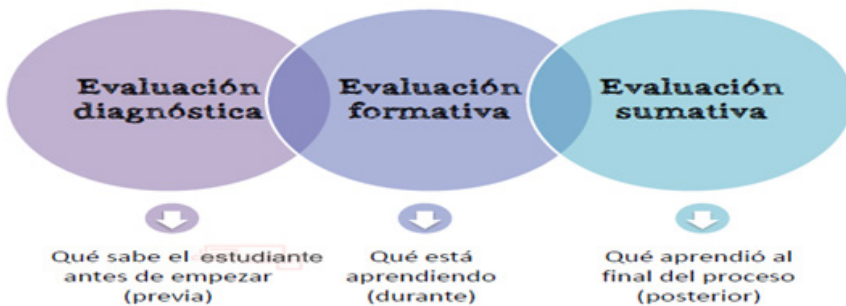 Evaluación
diagnóstica
Evaluación
formativa
Evaluación
sumativa
Qué sabe el estudiante
antes de empezar
(previa)
Qué está
aprendiendo
(durante)
Qué aprendió al
final del proceso
(posterior)